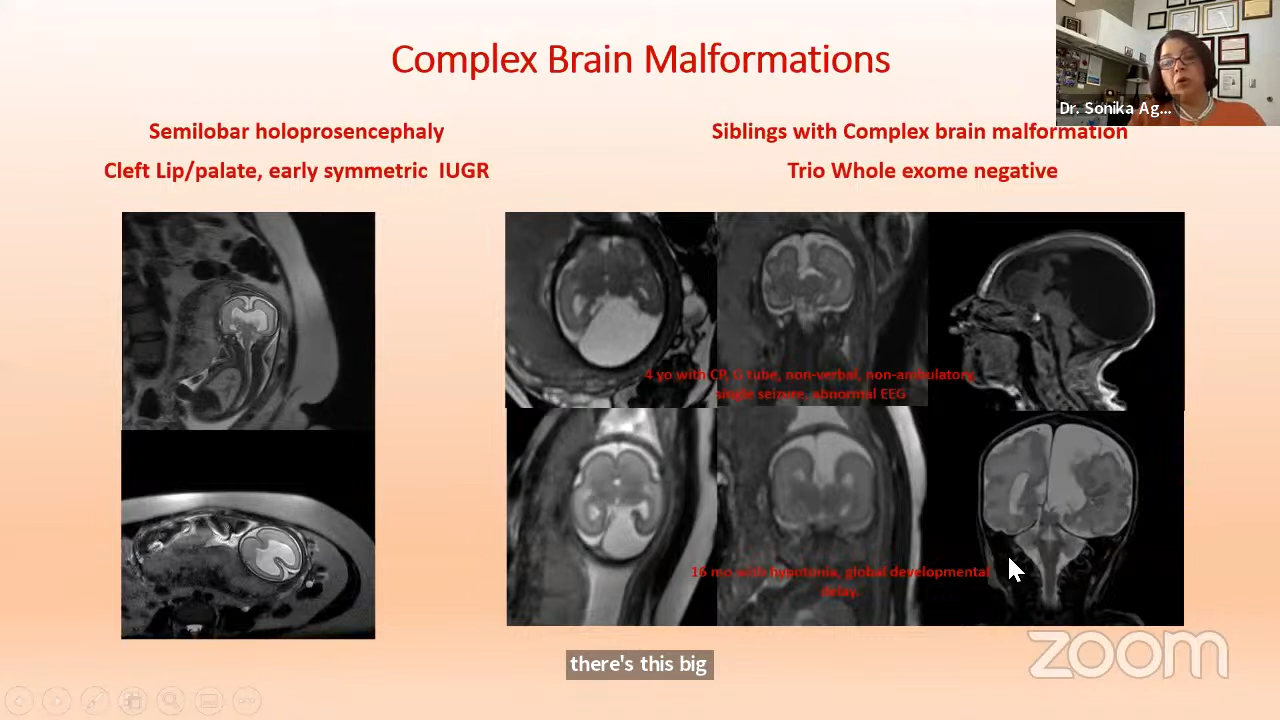 Complex Brain Malformations
Dr. Sonika Ag...
Semilobar holoprosencephaly
Cleft Lip/palate, early symmetric IUGR
Siblings with Complex brain malformation
Trio Whole exome negative
4 yo with CP, G tube, non-verbal, non-ambulatory,
single seizure, abnormal EEG
16 mo with hypotonia, global developmental
delay.
there's this big
zoom